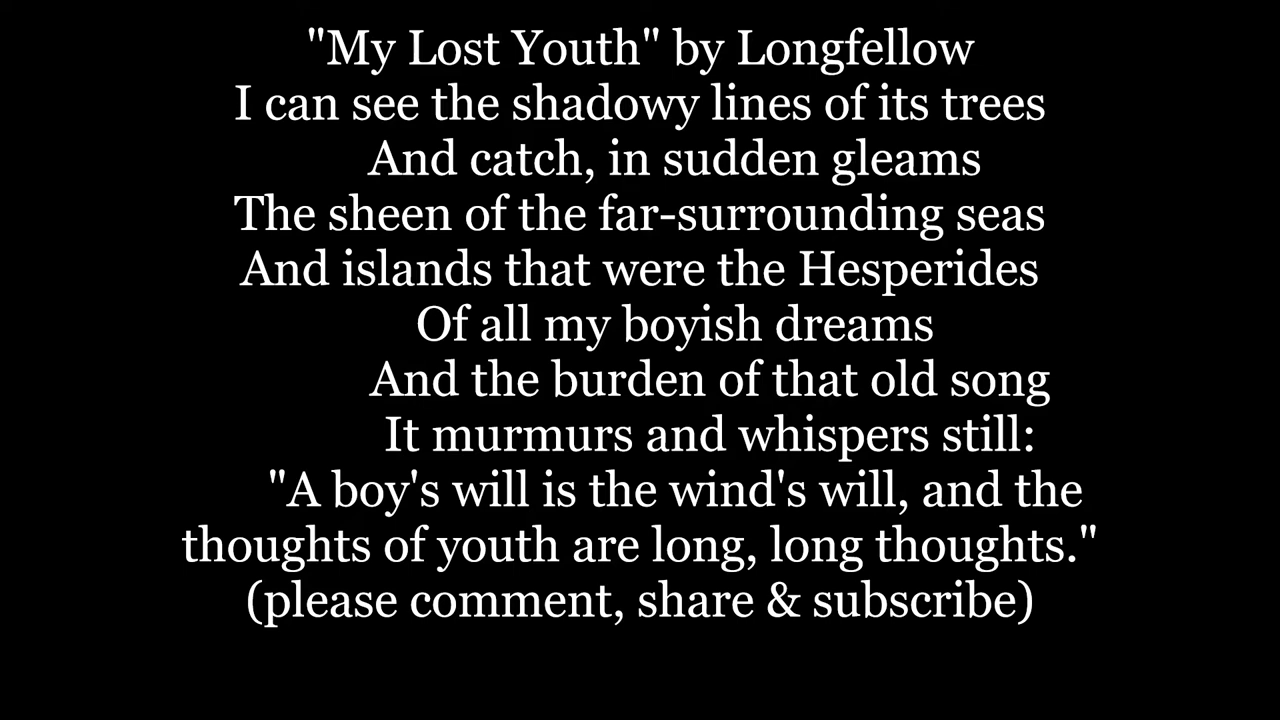 "My Lost Youth" by Longfellow
I can see the shadowy lines of its trees
And catch, in sudden gleams
The sheen of the far-surrounding seas
And islands that were the Hesperides
Of all my boyish dreams
And the burden of that old song
It murmurs and whispers still:
"A boy's will is the wind's will, and the
thoughts of youth are long, long thoughts."
(please comment, share & subscribe)